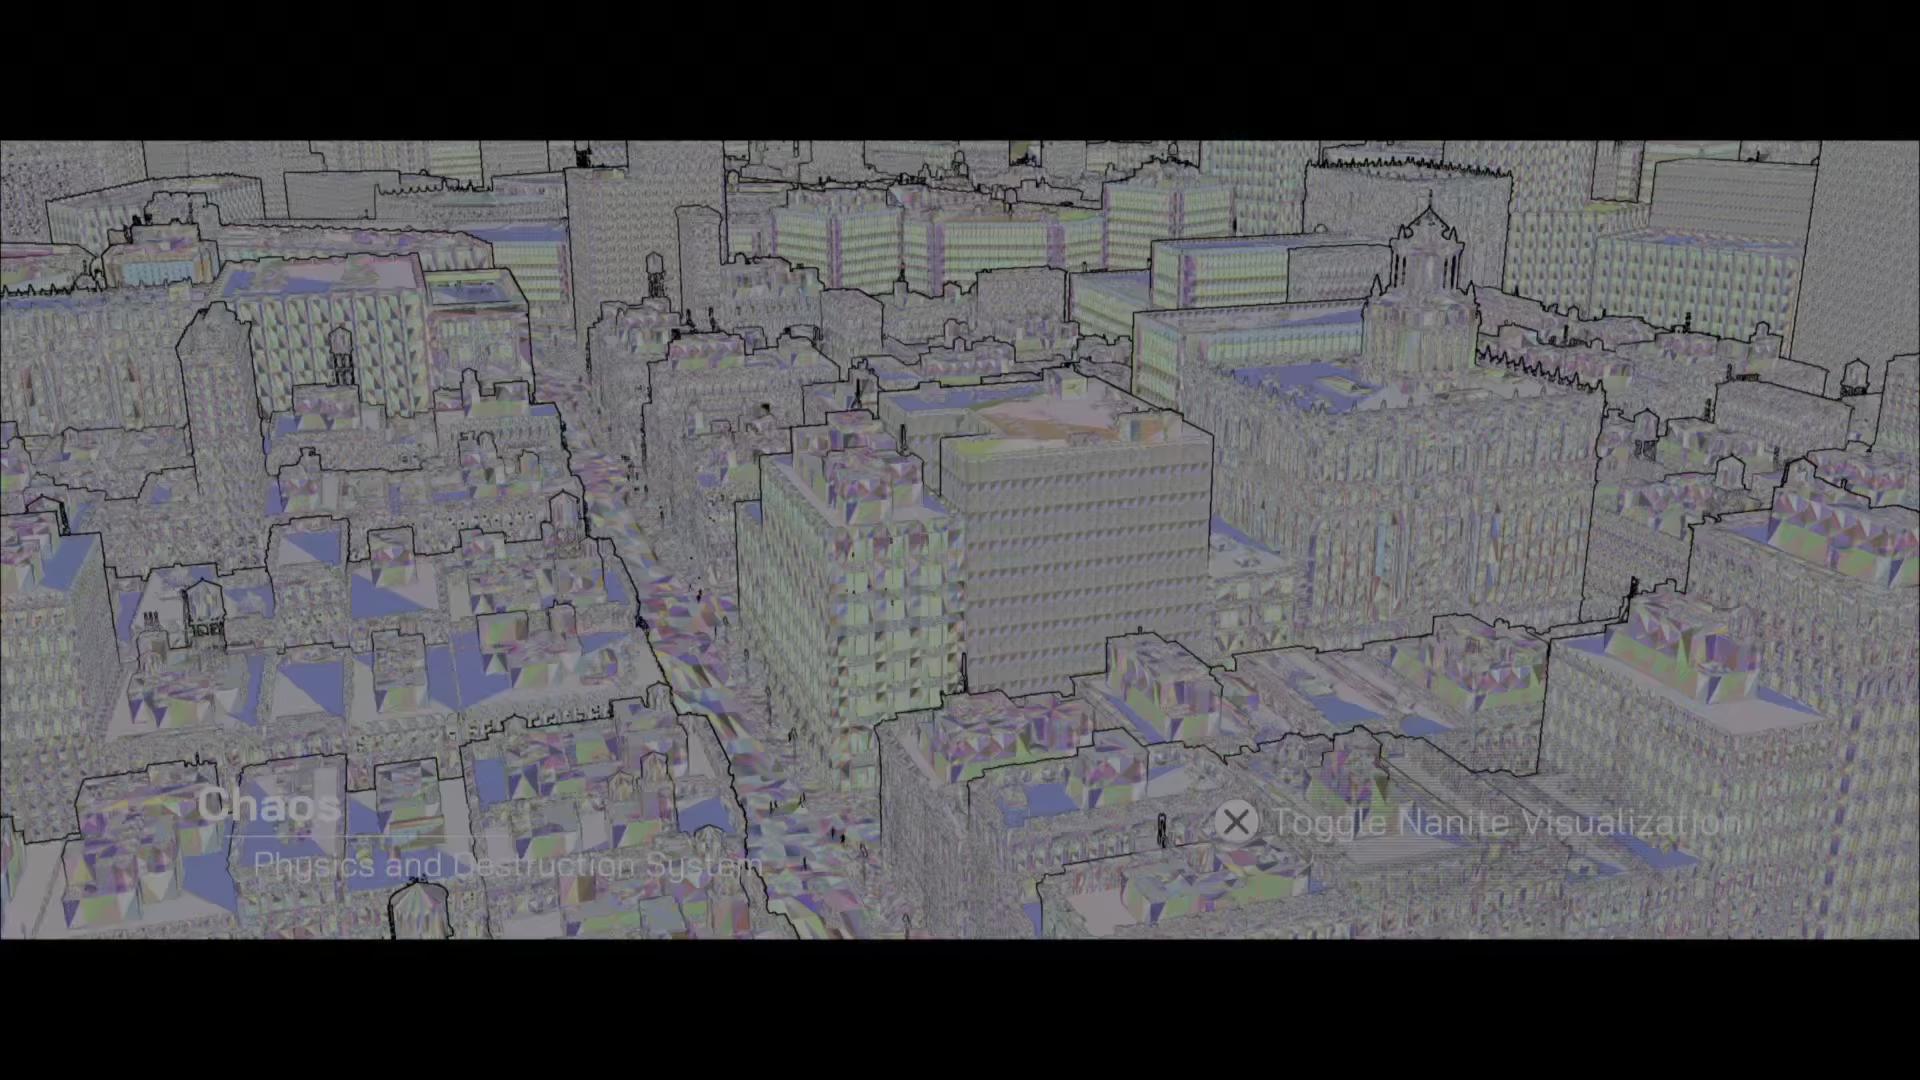 Chaos
Physics and Destruction System
Toggle Nanite Visualization